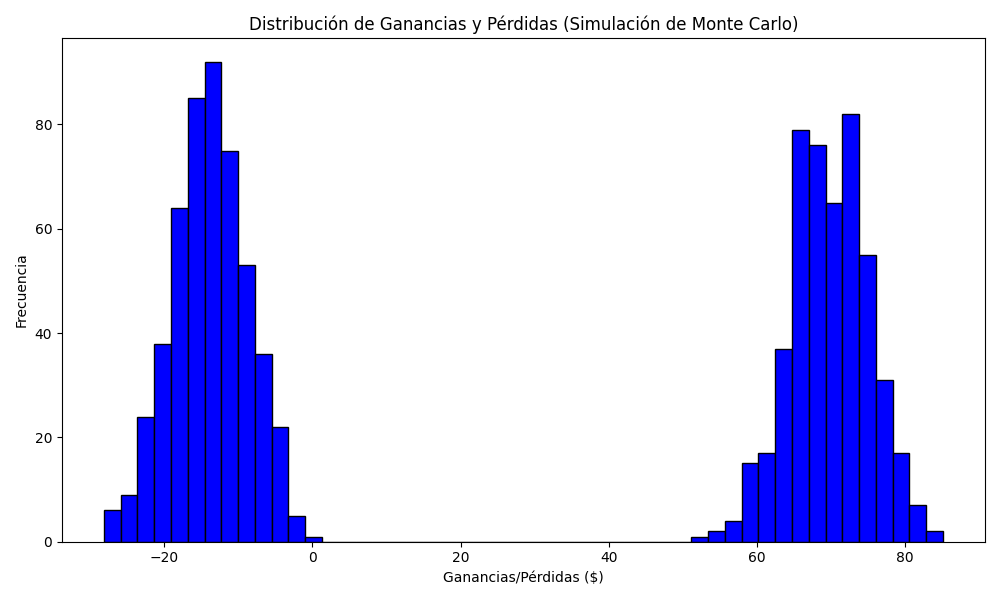 Distribución de Ganancias y Pérdidas (Simulación de Monte Carlo)
80
60
40
20
0
Frecuencia
−20 0 20 40 60 80
Ganancias/Pérdidas ($)